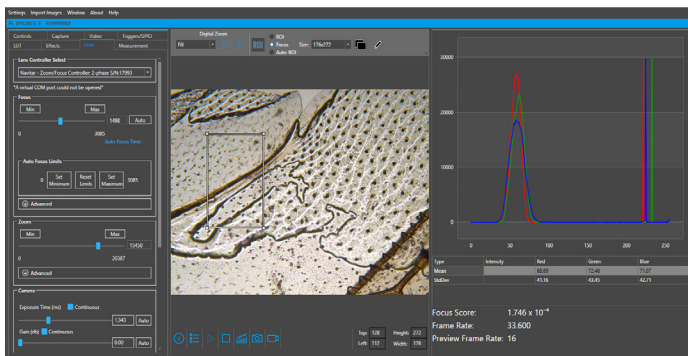 Settings Import Images Window About Help
Controls Capture Video Triggers/GPIO
LUT Effects Lens Measurement
Lens Controller Select
Navitar - Zoom/Focus Controller: 2-phase S/N:17993
*A virtual COM port could not be opened*
Focus
Min Max
1498 Auto
0 3085
Auto Focus Time:
Auto Focus Limits
0 Set Minimum Reset Limits Set Maximum 3085
Advanced
Zoom
Min Max
15450
0 20387
Advanced
Camera
Exposure Time (ms) Continuous
1.343 Auto
Gain (db) Continuous
0.00 Auto
Digital Zoom
Fill
ROI
Focus Size: 176x272
Auto-ROI
Top: 128 Height: 272
Left: 112 Width: 176
30000
20000
10000
0
0 50 100 150 200 250
Type Intensity Red Green Blue
Mean 68.69 72.46 71.07
StdDev 41.16 43.45 42.71
Focus Score: 1.746 x 10⁻⁴
Frame Rate: 33.600
Preview Frame Rate: 16